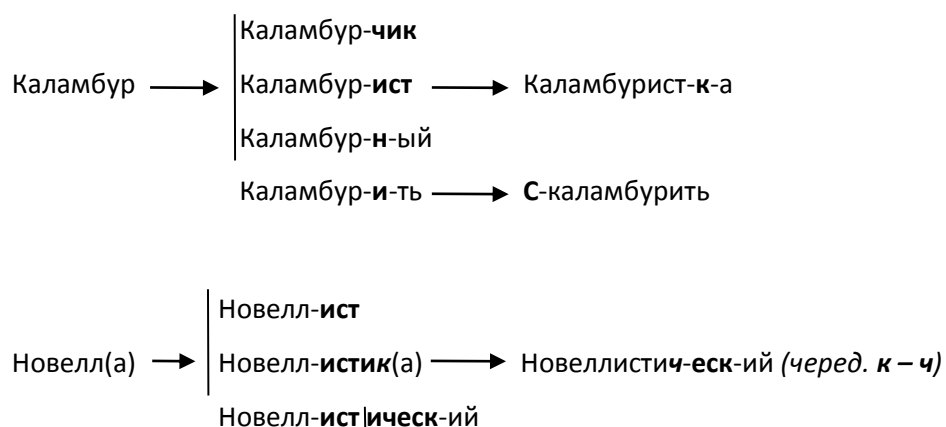 Каламбур-чик
Каламбур → Каламбур-ист → Каламбурист-к-а
Каламбур-н-ый
Каламбур-и-ть → С-каламбурить
Новелл-ист
Новелл(а) → Новелл-истик(а) → Новеллистич-еск-ий (черед. к – ч)
Новелл-ист|ическ-ий